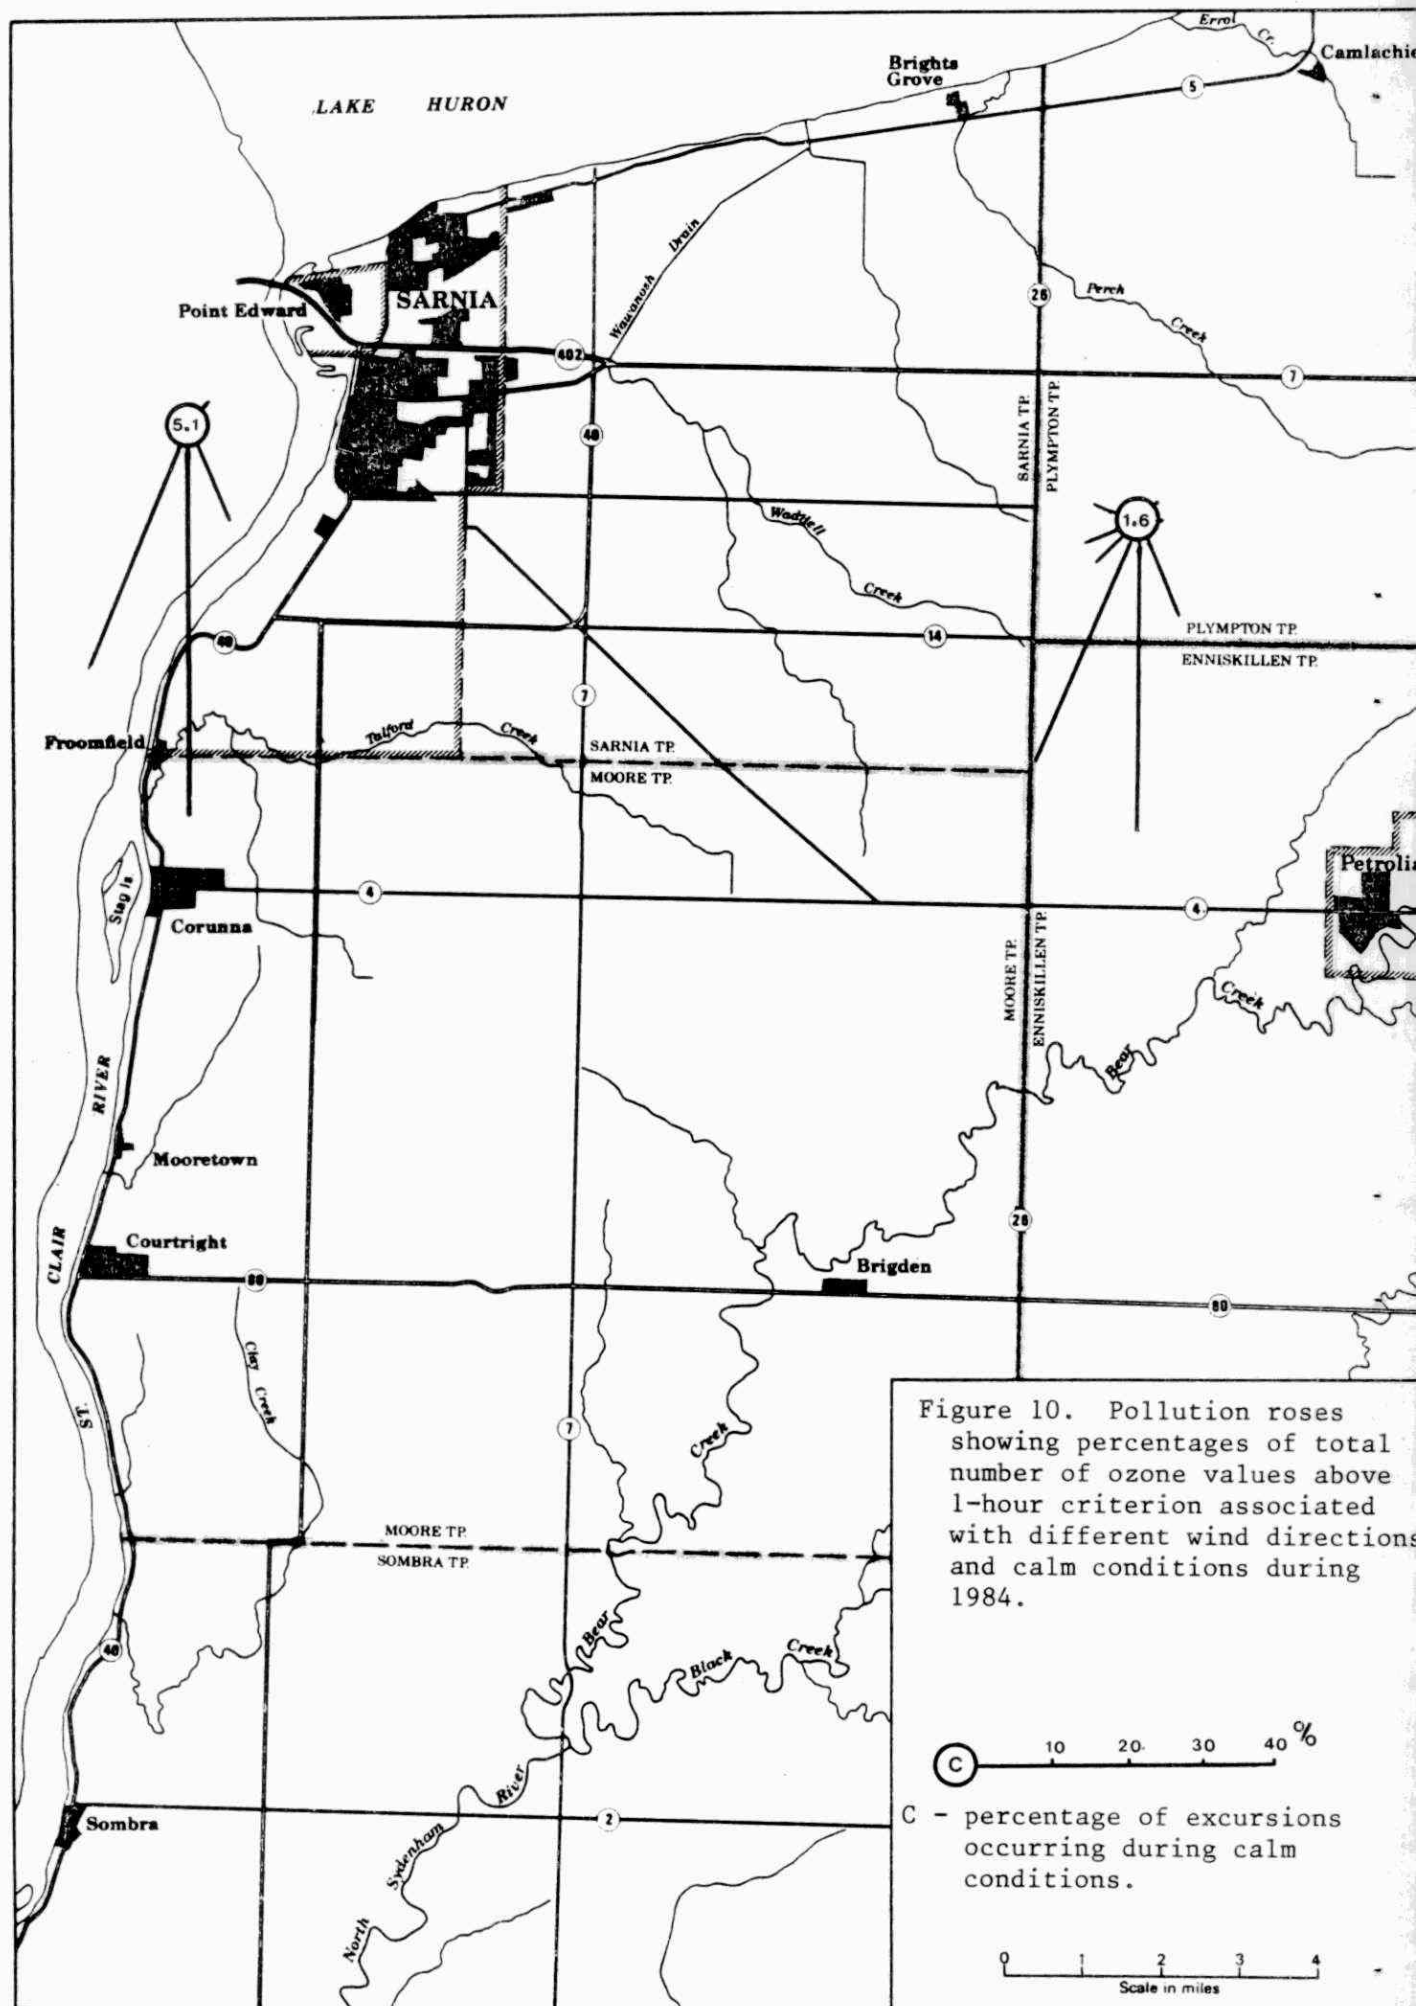 Errol
Cr.
Camlachie
Brights
Grove
5
LAKE HURON
Wawanosh Drain
26
Perch
Creek
Point Edward
SARNIA
402
7
SARNIA TP.
PLYMPTON TP.
5.1
40
1.6
Waddell
Creek
14
PLYMPTON TP.
ENNISKILLEN TP.
40
7
Froomfield
Talford
Creek
SARNIA TP.
MOORE TP.
Petrolia
Stag Is.
4
4
Corunna
MOORE TP.
ENNISKILLEN TP.
Creek
Bear
RIVER
Mooretown
26
CLAIR
Courtright
80
Brigden
80
Clay Creek
ST.
7
Creek
MOORE TP.
SOMBRA TP.
Bear
40
Black
Creek
River
Sydenham
North
Sombra
2
Figure 10. Pollution roses
showing percentages of total
number of ozone values above
1-hour criterion associated
with different wind directions
and calm conditions during
1984.
C 10 20 30 40 %
C - percentage of excursions
occurring during calm
conditions.
0 1 2 3 4
Scale in miles